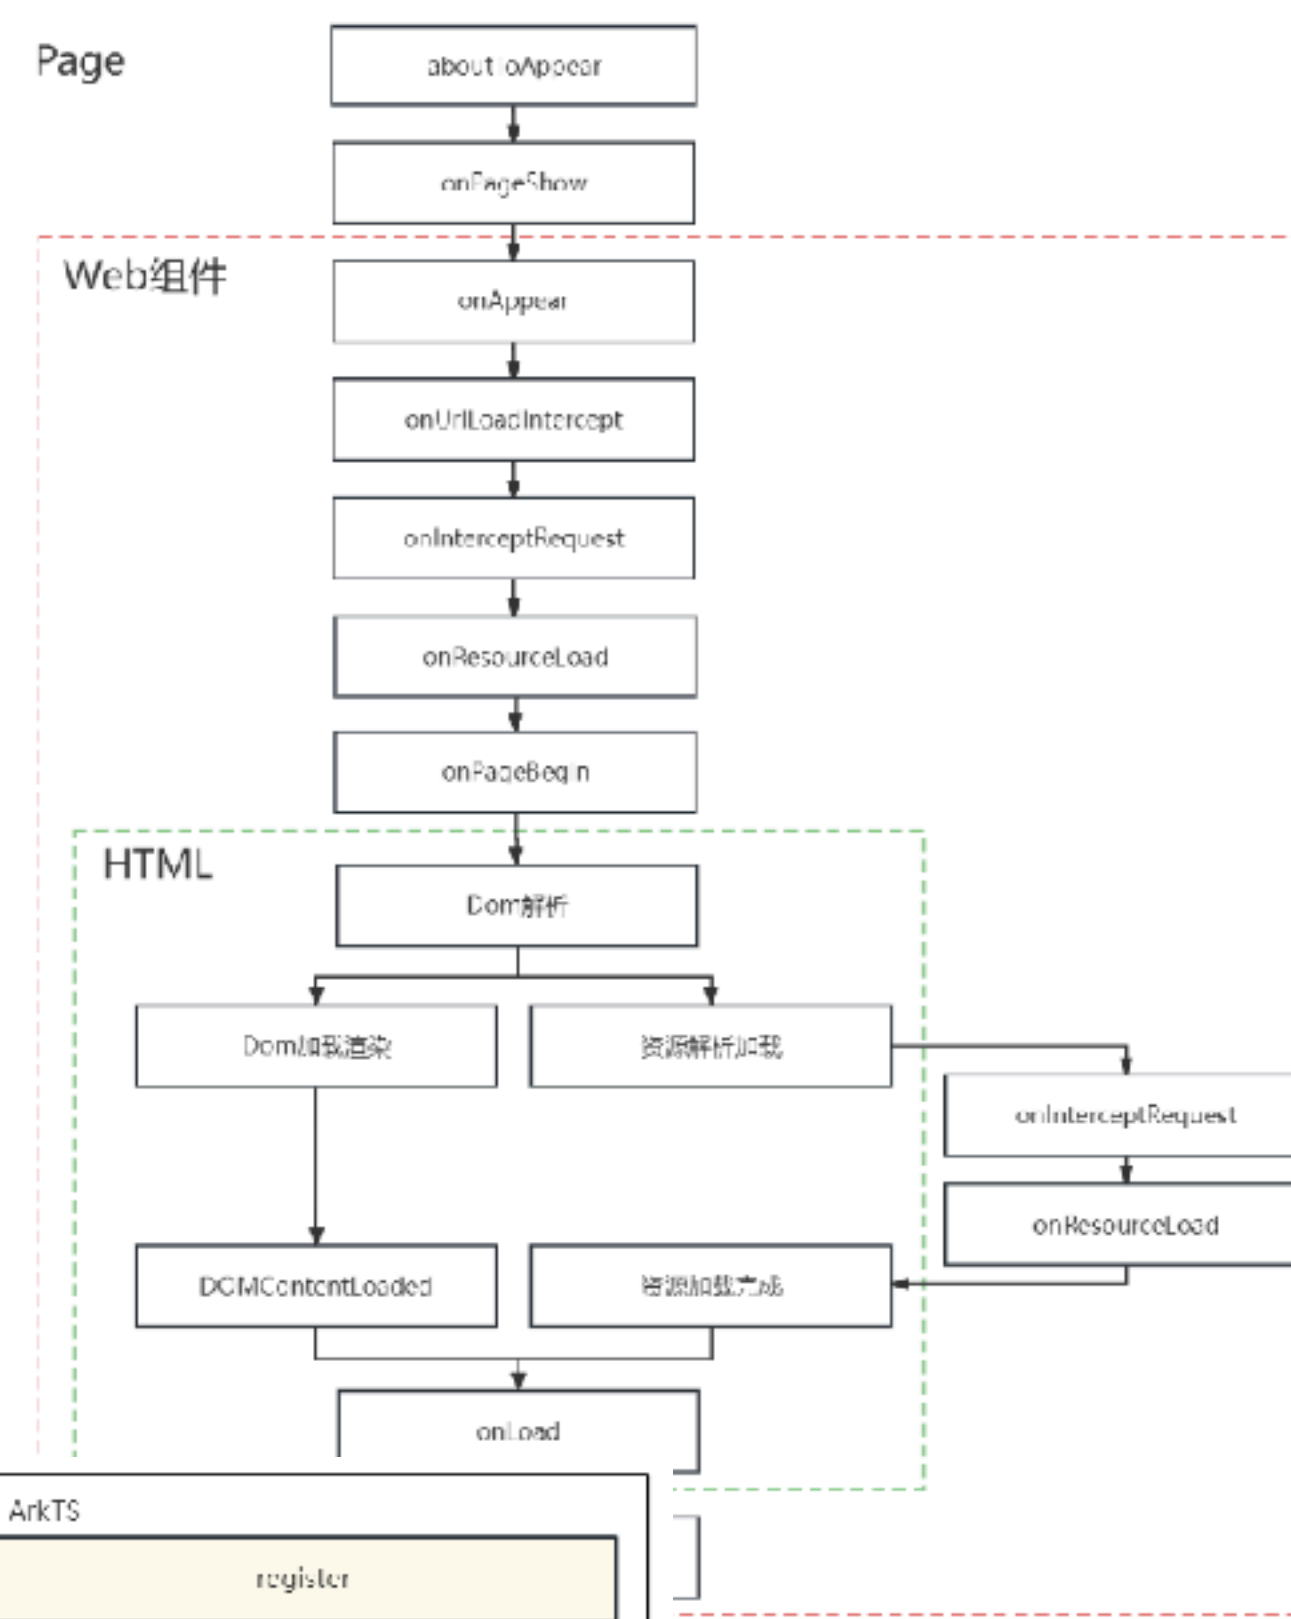 Page
aboutToAppear
onPageShow
Web组件
onAppear
onUrlLoadIntercept
onInterceptRequest
onResourceLoad
onPageBegin
HTML
Dom解析
Dom加载渲染
资源解析加载
onInterceptRequest
onResourceLoad
DOMContentLoaded
资源加载完成
onLoad
ArkTS
register